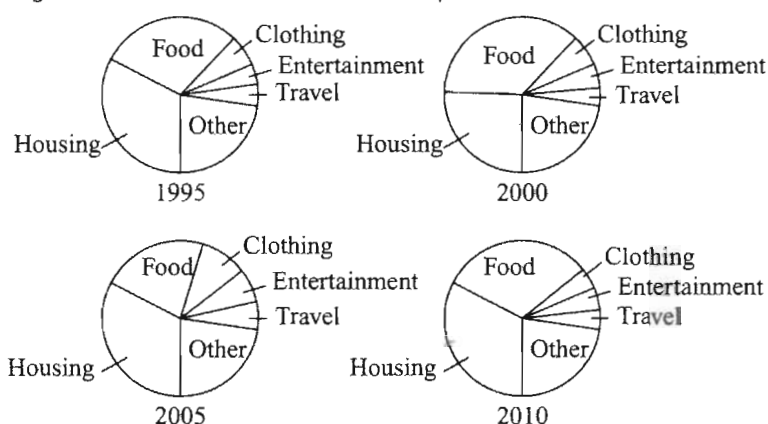 Food
Clothing
Entertainment
Travel
Other
Housing
1995
Food
Clothing
Entertainment
Travel
Other
Housing
2000
Food
Clothing
Entertainment
Travel
Other
Housing
2005
Food
Clothing
Entertainment
Travel
Other
Housing
2010